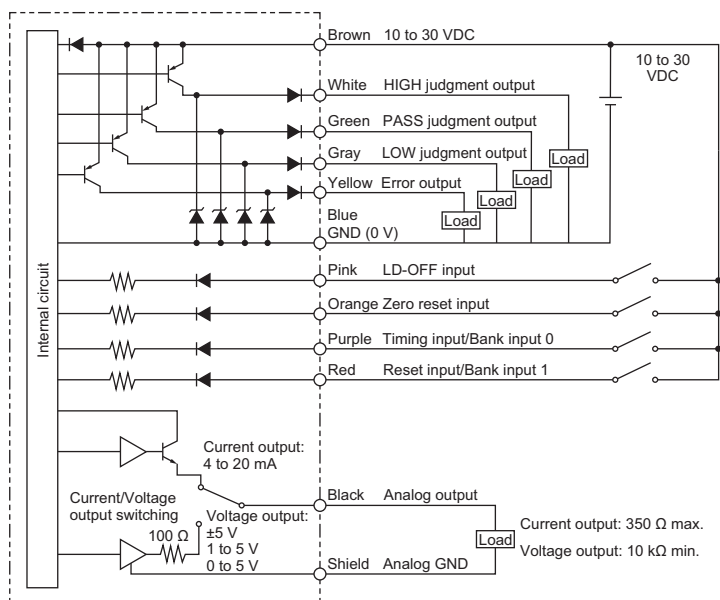 Brown 10 to 30 VDC
10 to 30
VDC
White HIGH judgment output
Green PASS judgment output
Load
Gray LOW judgment output
Load
Yellow Error output
Load
Load
Blue
GND (0 V)
Internal circuit
Pink LD-OFF input
Orange Zero reset input
Purple Timing input/Bank input 0
Red Reset input/Bank input 1
Current output:
4 to 20 mA
Current/Voltage
output switching
Black Analog output
Voltage output:
±5 V
1 to 5 V
0 to 5 V
100 Ω
Load
Current output: 350 Ω max.
Voltage output: 10 kΩ min.
Shield Analog GND